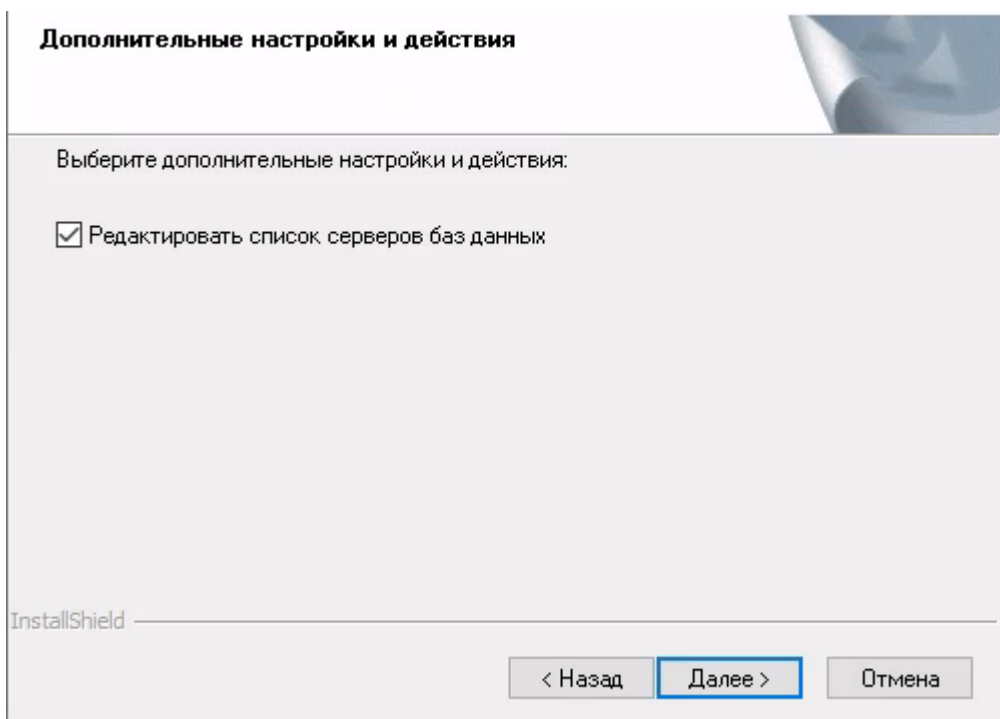 Дополнительные настройки и действия
Выберите дополнительные настройки и действия:
Редактировать список серверов баз данных
InstallShield
< Назад
Далее >
Отмена